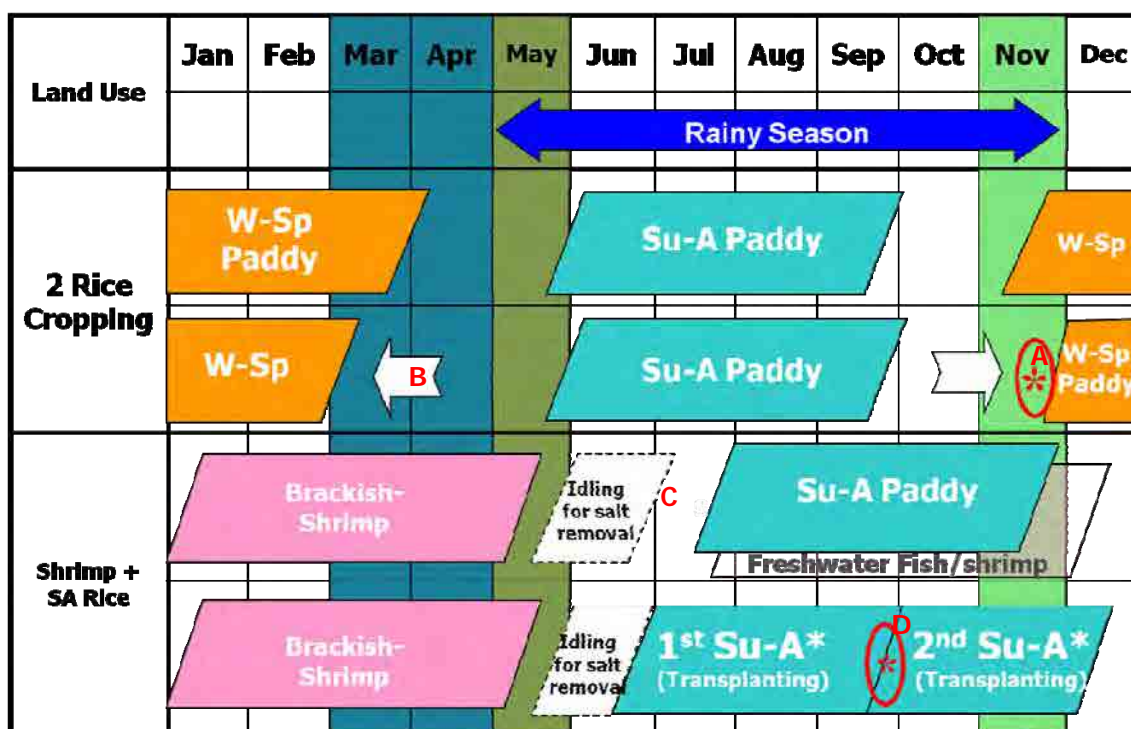 Land Use
Jan Feb Mar Apr May Jun Jul Aug Sep Oct Nov Dec
Rainy Season
2 Rice
Cropping
W-Sp
Paddy
Su-A Paddy
W-Sp
W-Sp
B
Su-A Paddy
A
*
W-Sp
Paddy
Shrimp +
SA Rice
Brackish-
Shrimp
Idling
for salt
removal
C
Su-A Paddy
Freshwater Fish/shrimp
Brackish-
Shrimp
Idling
for salt
removal
1st Su-A*
(Transplanting)
D
*
2nd Su-A*
(Transplanting)